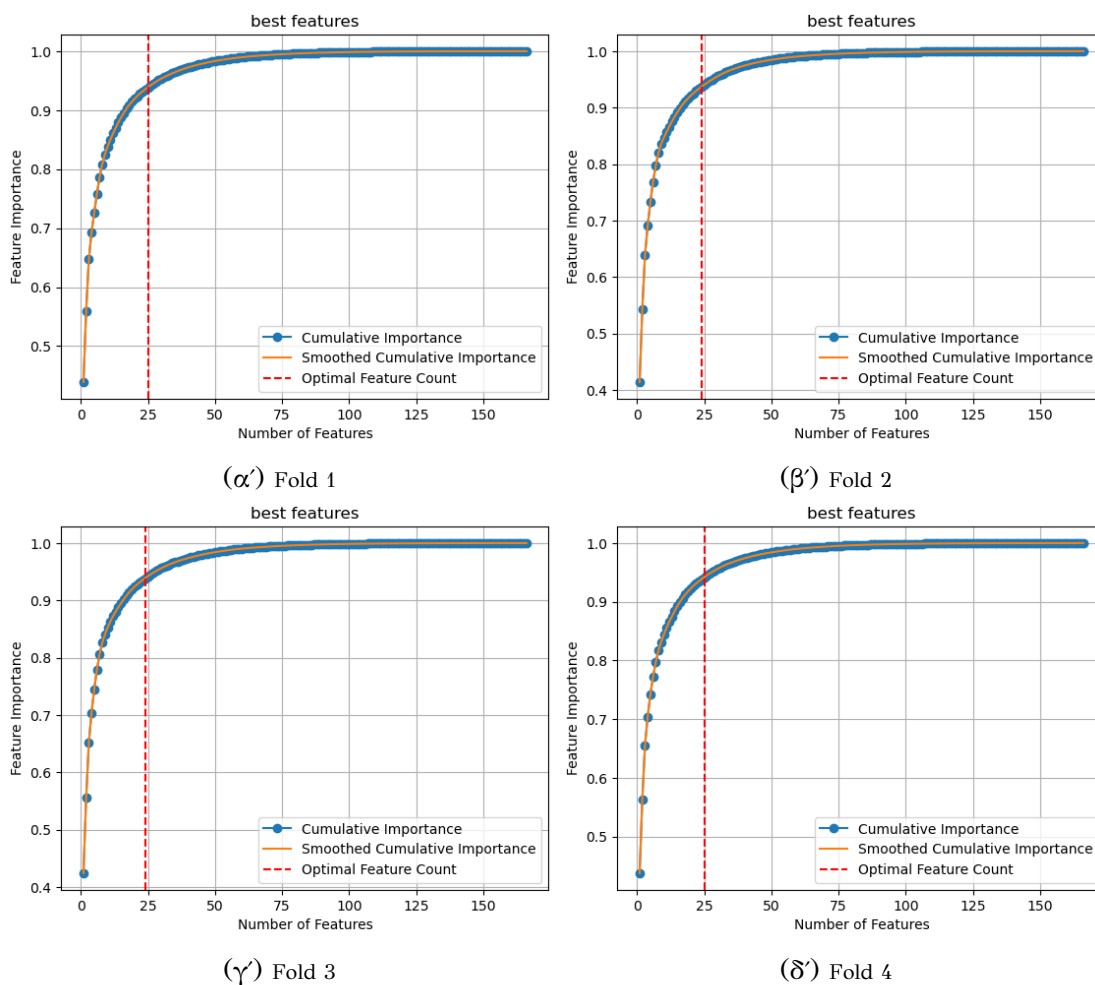 best features
1.0
0.9
0.8
0.7
0.6
0.5
Feature Importance
Cumulative Importance
Smoothed Cumulative Importance
Optimal Feature Count
0 25 50 75 100 125 150
Number of Features
(α′) Fold 1
best features
1.0
0.9
0.8
0.7
0.6
0.5
0.4
Feature Importance
Cumulative Importance
Smoothed Cumulative Importance
Optimal Feature Count
0 25 50 75 100 125 150
Number of Features
(β′) Fold 2
best features
1.0
0.9
0.8
0.7
0.6
0.5
0.4
Feature Importance
Cumulative Importance
Smoothed Cumulative Importance
Optimal Feature Count
0 25 50 75 100 125 150
Number of Features
(γ′) Fold 3
best features
1.0
0.9
0.8
0.7
0.6
0.5
Feature Importance
Cumulative Importance
Smoothed Cumulative Importance
Optimal Feature Count
0 25 50 75 100 125 150
Number of Features
(δ′) Fold 4